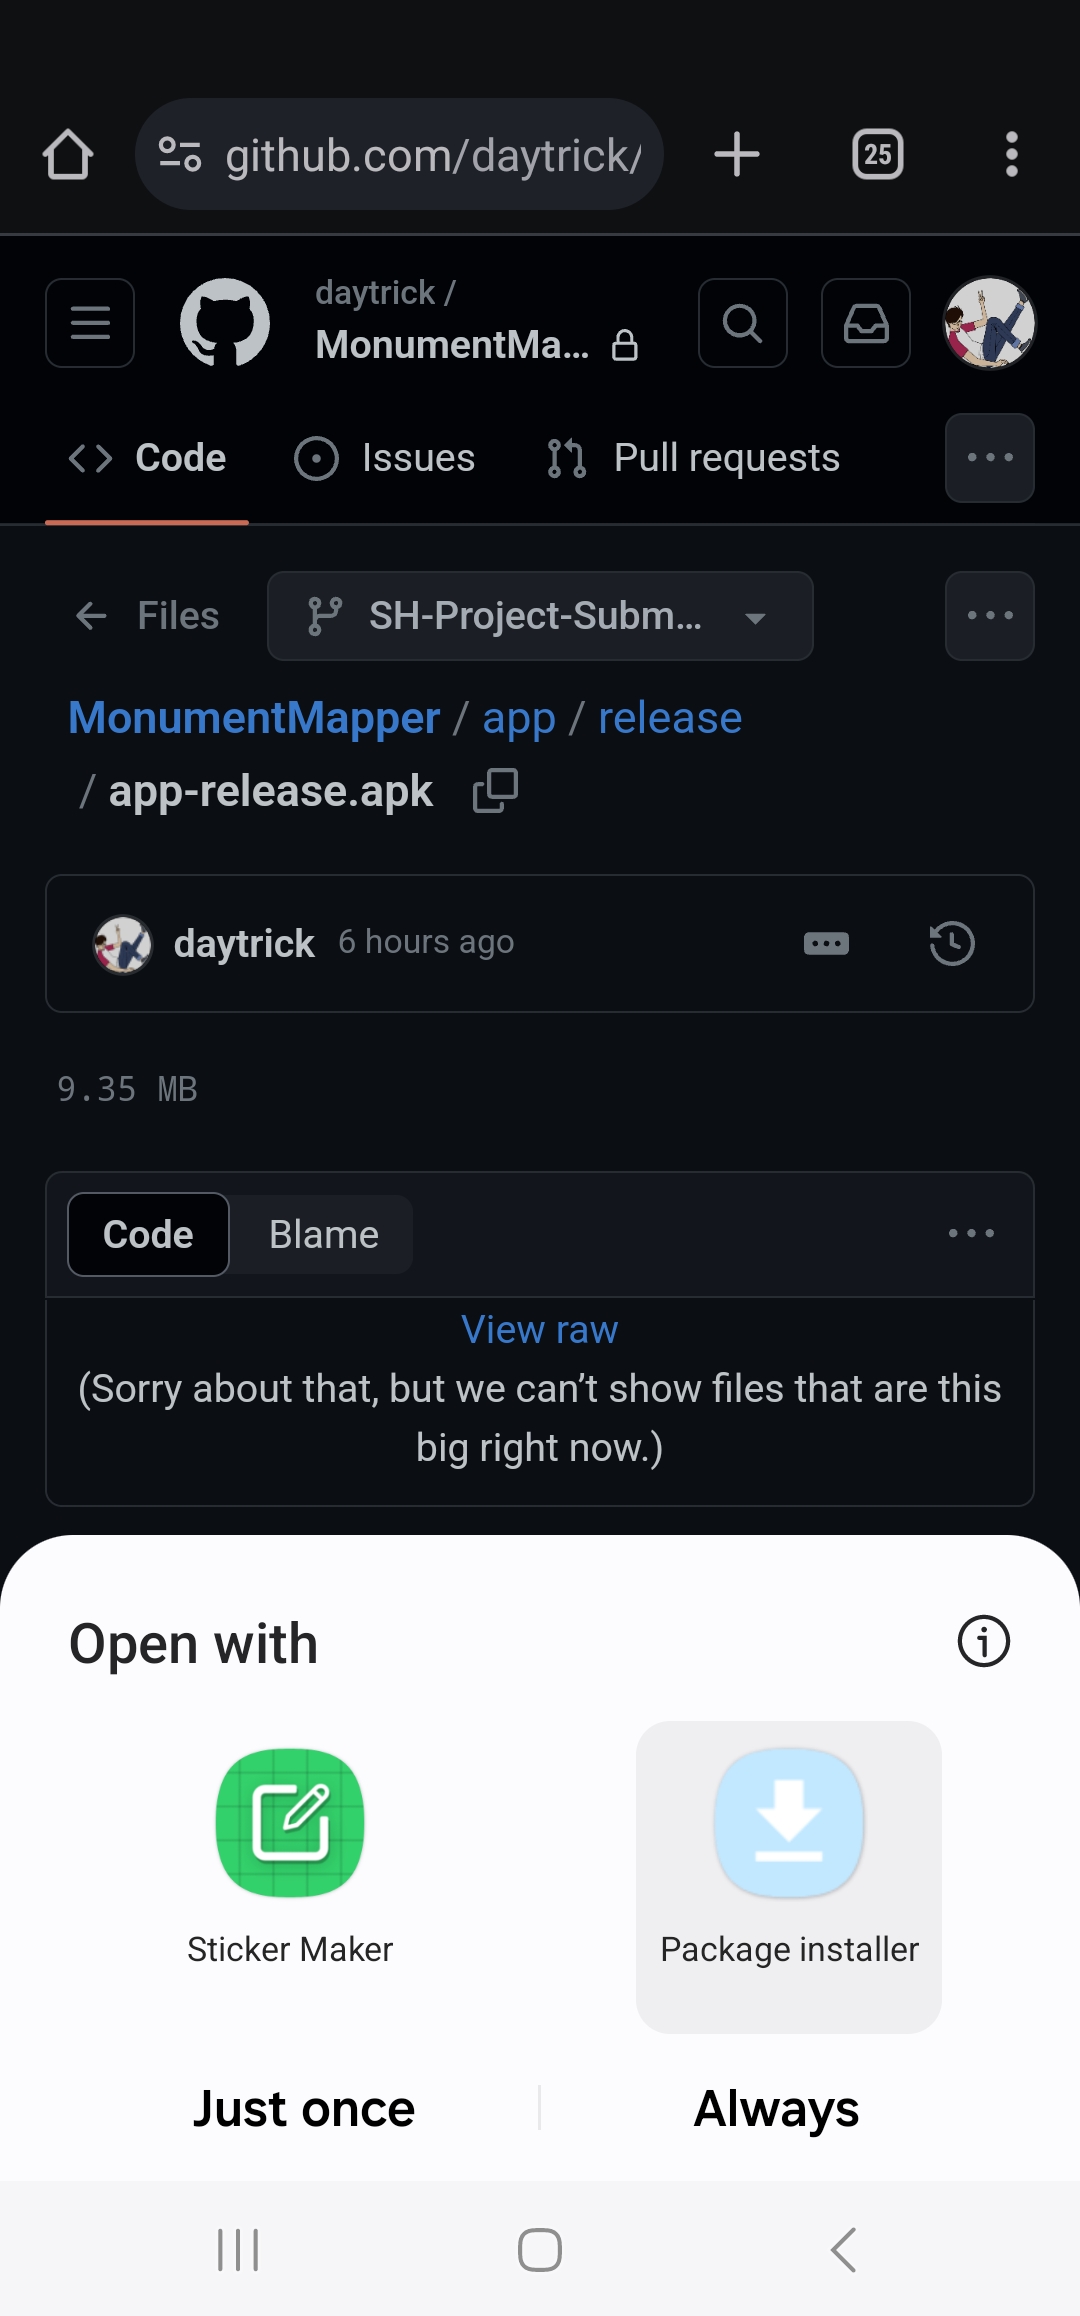 github.com/daytrick/
25
daytrick /
MonumentMa...
Code
Issues
Pull requests
Files
SH-Project-Subm...
MonumentMapper / app / release
/ app-release.apk
daytrick 6 hours ago
9.35 MB
Code
Blame
View raw
(Sorry about that, but we can’t show files that are this
big right now.)
Open with
Sticker Maker
Package installer
Just once
Always